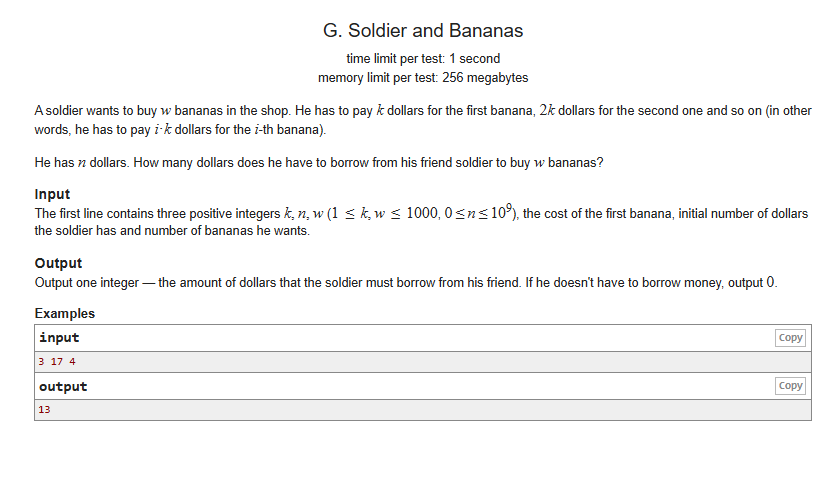 G. Soldier and Bananas
time limit per test: 1 second
memory limit per test: 256 megabytes
A soldier wants to buy w bananas in the shop. He has to pay k dollars for the first banana, 2k dollars for the second one and so on (in other
words, he has to pay i·k dollars for the i-th banana).
He has n dollars. How many dollars does he have to borrow from his friend soldier to buy w bananas?
Input
The first line contains three positive integers k, n, w (1 ≤ k, w ≤ 1000, 0 ≤ n ≤ 10⁹), the cost of the first banana, initial number of dollars
the soldier has and number of bananas he wants.
Output
Output one integer — the amount of dollars that the soldier must borrow from his friend. If he doesn't have to borrow money, output 0.
Examples
input Copy
3 17 4
output Copy
13